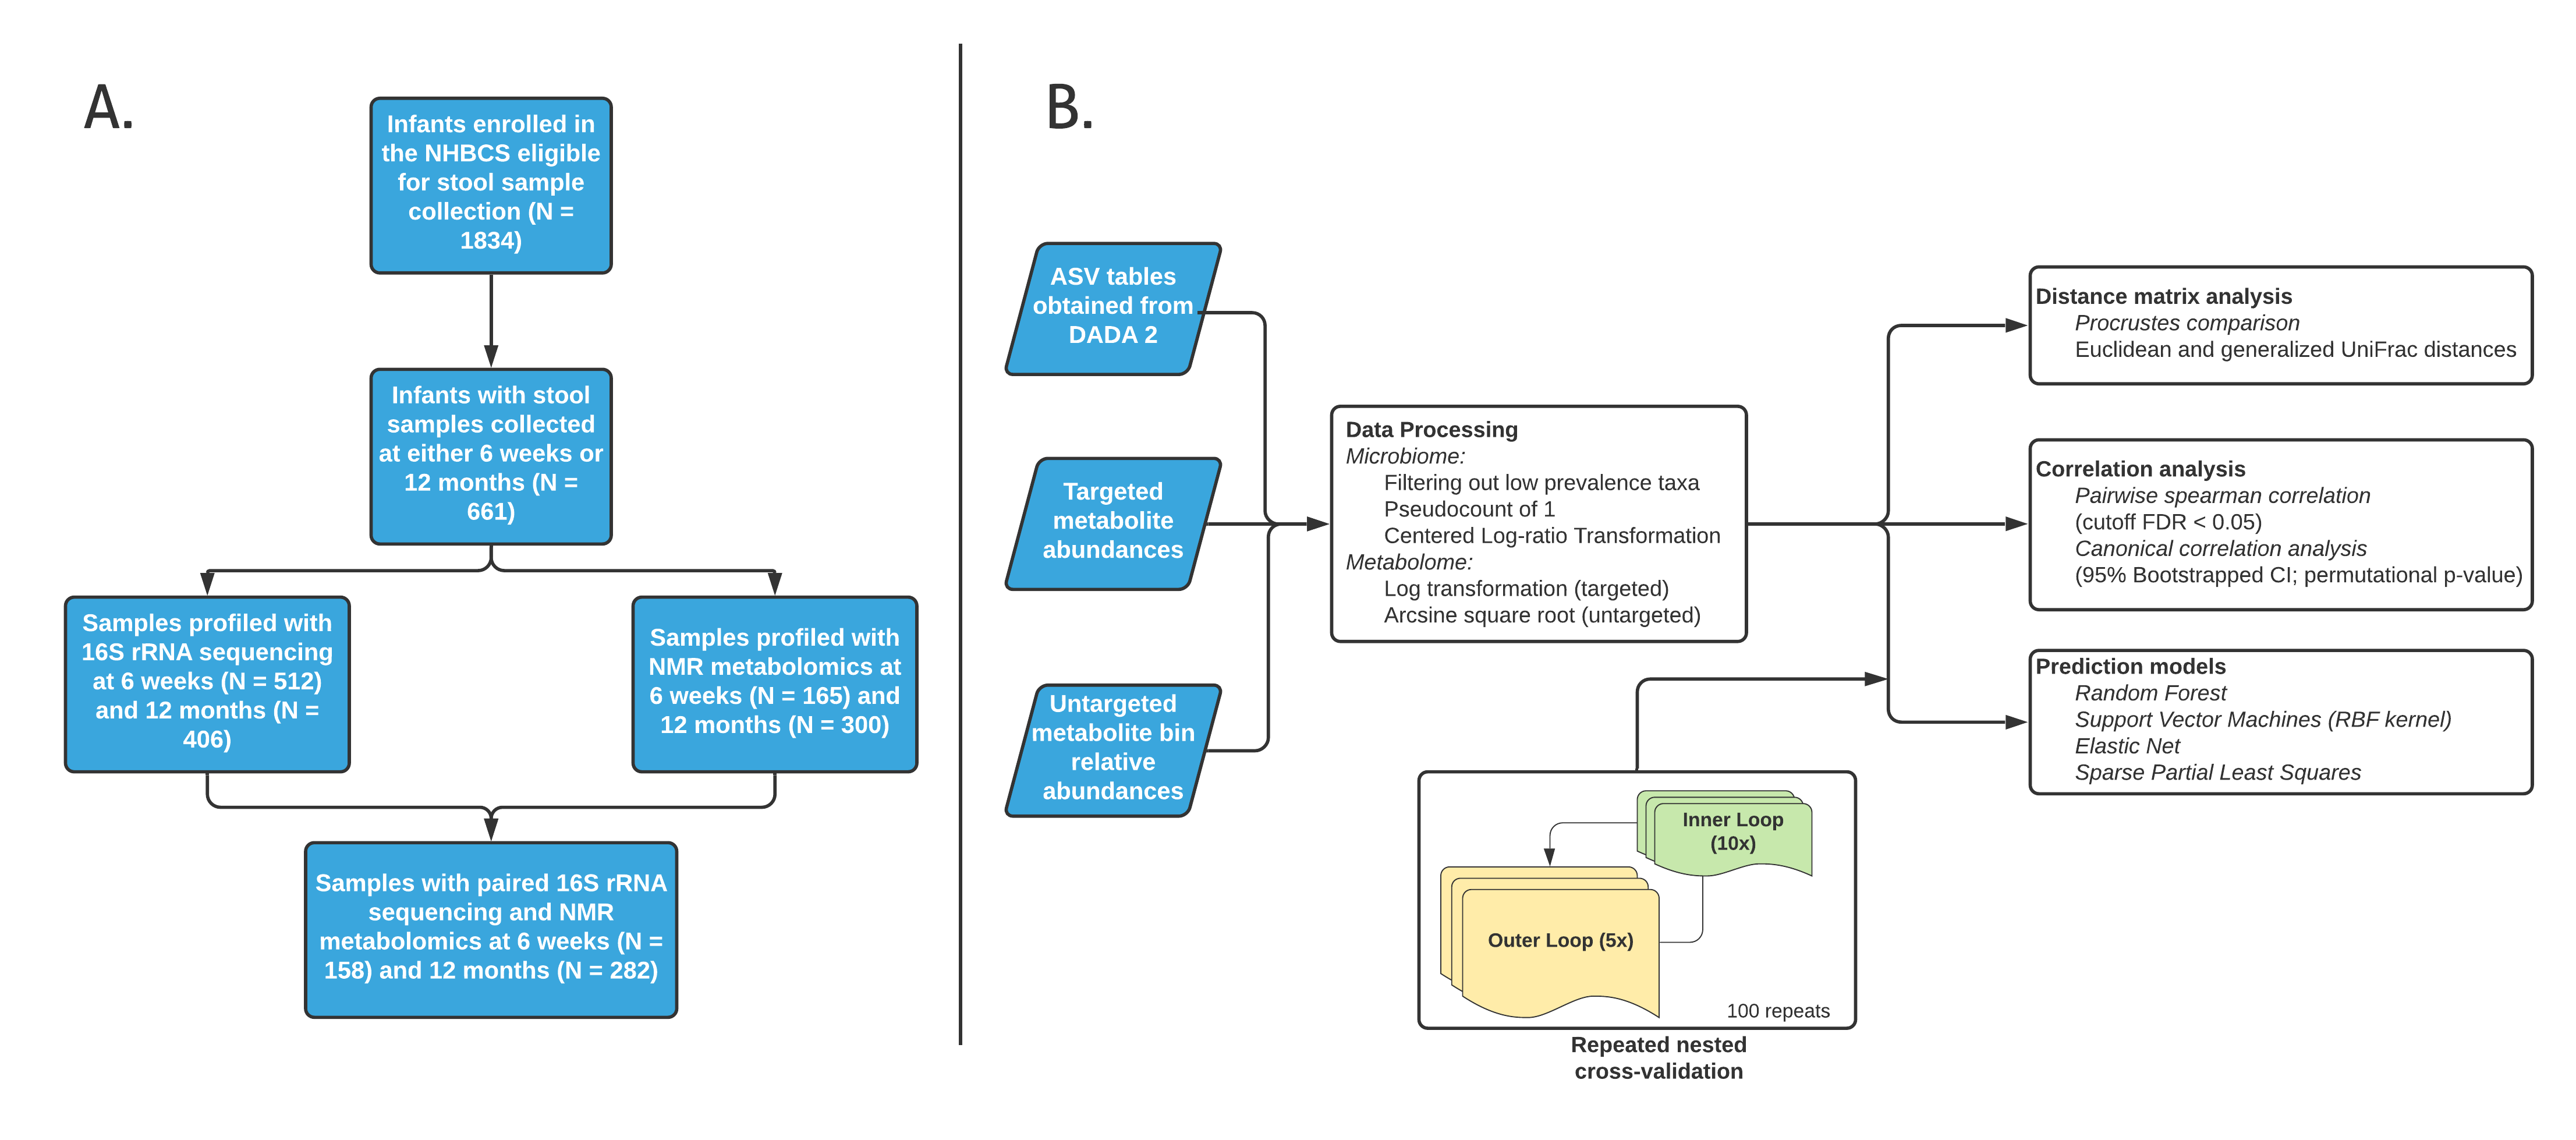 A.
Infants enrolled in
the NHBCS eligible
for stool sample
collection (N =
1834)
Infants with stool
samples collected
at either 6 weeks or
12 months (N =
661)
Samples profiled with
16S rRNA sequencing
at 6 weeks (N = 512)
and 12 months (N =
406)
Samples profiled with
NMR metabolomics at
6 weeks (N = 165) and
12 months (N = 300)
Samples with paired 16S rRNA
sequencing and NMR
metabolomics at 6 weeks (N =
158) and 12 months (N = 282)
B.
ASV tables
obtained from
DADA 2
Targeted
metabolite
abundances
Untargeted
metabolite bin
relative
abundances
Data Processing
Microbiome:
Filtering out low prevalence taxa
Pseudocount of 1
Centered Log-ratio Transformation
Metabolome:
Log transformation (targeted)
Arcsine square root (untargeted)
Inner Loop
(10x)
Outer Loop (5x)
100 repeats
Repeated nested
cross-validation
Distance matrix analysis
Procrustes comparison
Euclidean and generalized UniFrac distances
Correlation analysis
Pairwise spearman correlation
(cutoff FDR < 0.05)
Canonical correlation analysis
(95% Bootstrapped CI; permutational p-value)
Prediction models
Random Forest
Support Vector Machines (RBF kernel)
Elastic Net
Sparse Partial Least Squares